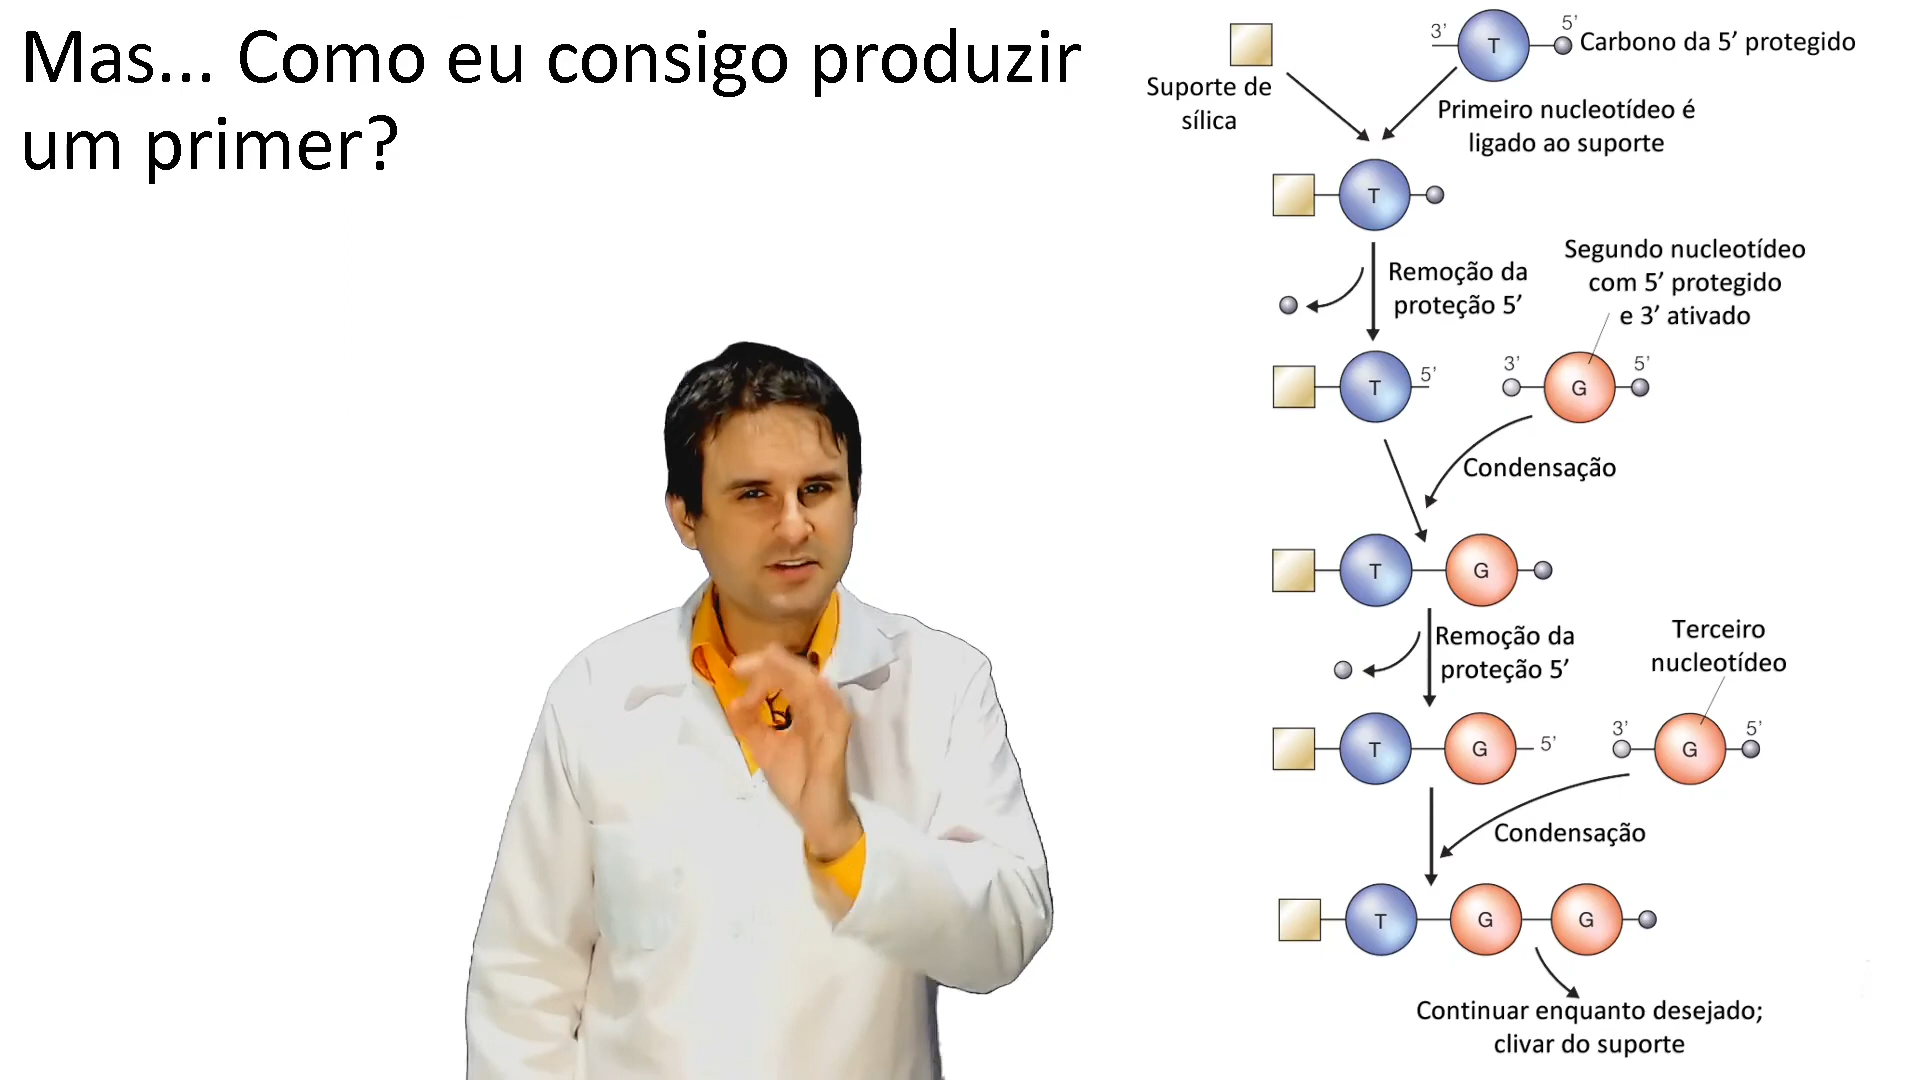 Mas... Como eu consigo produzir
um primer?
3’
T
5’
Carbono da 5’ protegido
Suporte de
sílica
Primeiro nucleotídeo é
ligado ao suporte
T
Remoção da
proteção 5’
Segundo nucleotídeo
com 5’ protegido
e 3’ ativado
T
5’
3’
G
5’
Condensação
T
G
Remoção da
proteção 5’
Terceiro
nucleotídeo
T
G
5’
3’
G
5’
Condensação
T
G
G
Continuar enquanto desejado;
clivar do suporte